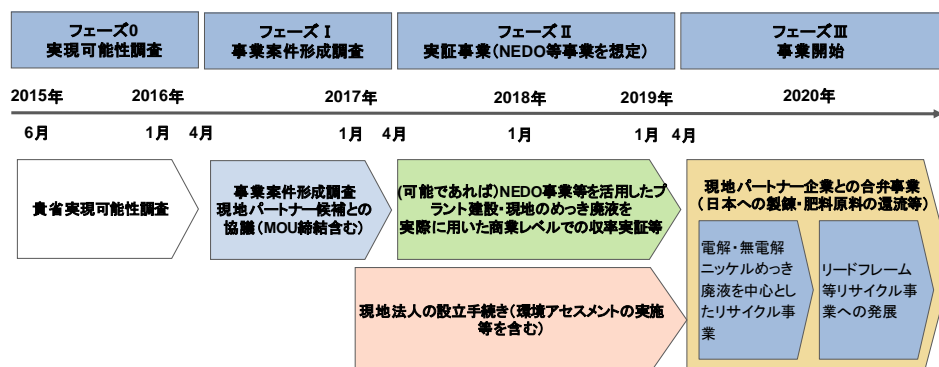 フェーズ0
実現可能性調査
フェーズⅠ
事業案件形成調査
フェーズⅡ
実証事業(NEDO等事業を想定)
フェーズⅢ
事業開始
2015年
2016年
2017年
2018年
2019年
2020年
6月
1月
4月
1月
4月
1月
1月
4月
貴省実現可能性調査
事業案件形成調査
現地パートナー候補との
協議(MOU締結含む)
(可能であれば)NEDO事業等を活用したプ
ラント建設・現地のめっき廃液を
実際に用いた商業レベルでの収率実証等
現地パートナー企業との合弁事業
(日本への製錬・肥料原料の還流等)
電解・無電解
ニッケルめっき
廃液を中心とし
たリサイクル事
業
リードフレーム
等リサイクル事
業への発展
現地法人の設立手続き(環境アセスメントの実施
等を含む)